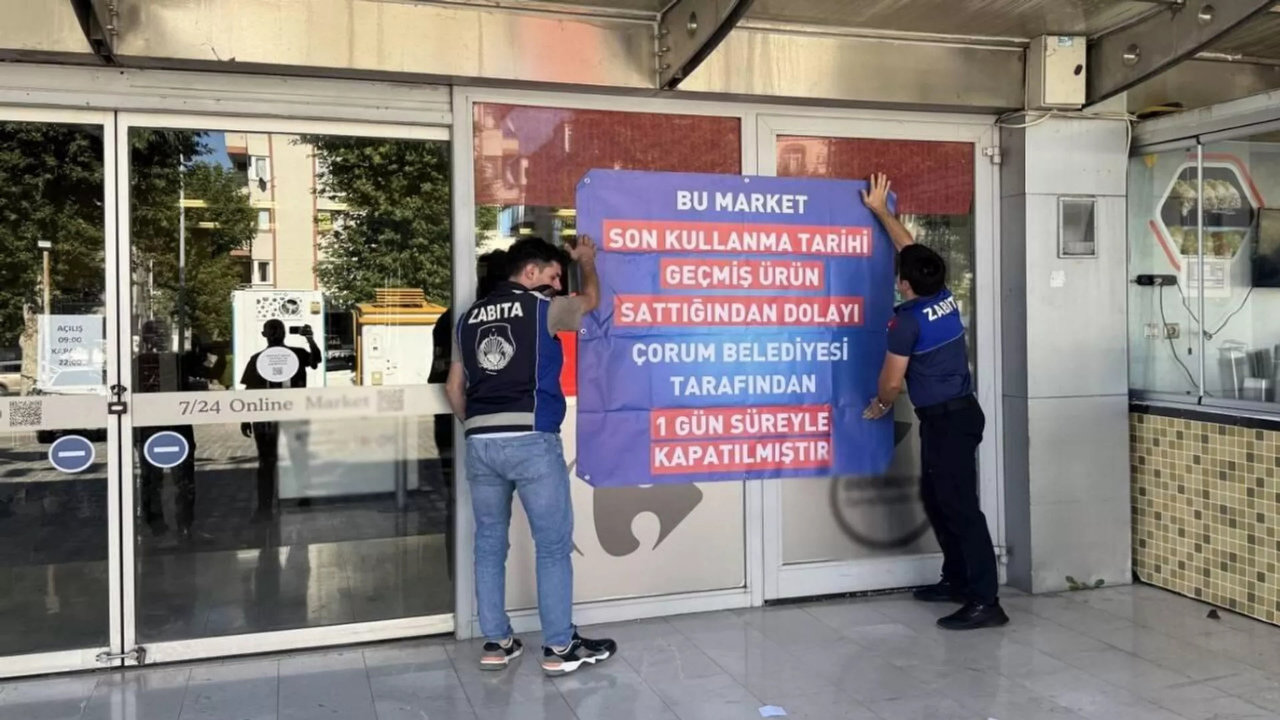 BU MARKET
SON KULLANMA TARİHİ
GEÇMİŞ ÜRÜN
SATTIĞINDAN DOLAYI
ÇORUM BELEDİYESİ
TARAFINDAN
1 GÜN SÜREYLE
KAPATILMIŞTIR
ZABITA
ZABITA
AÇILIŞ
09:00
22:00
7/24 Online Market